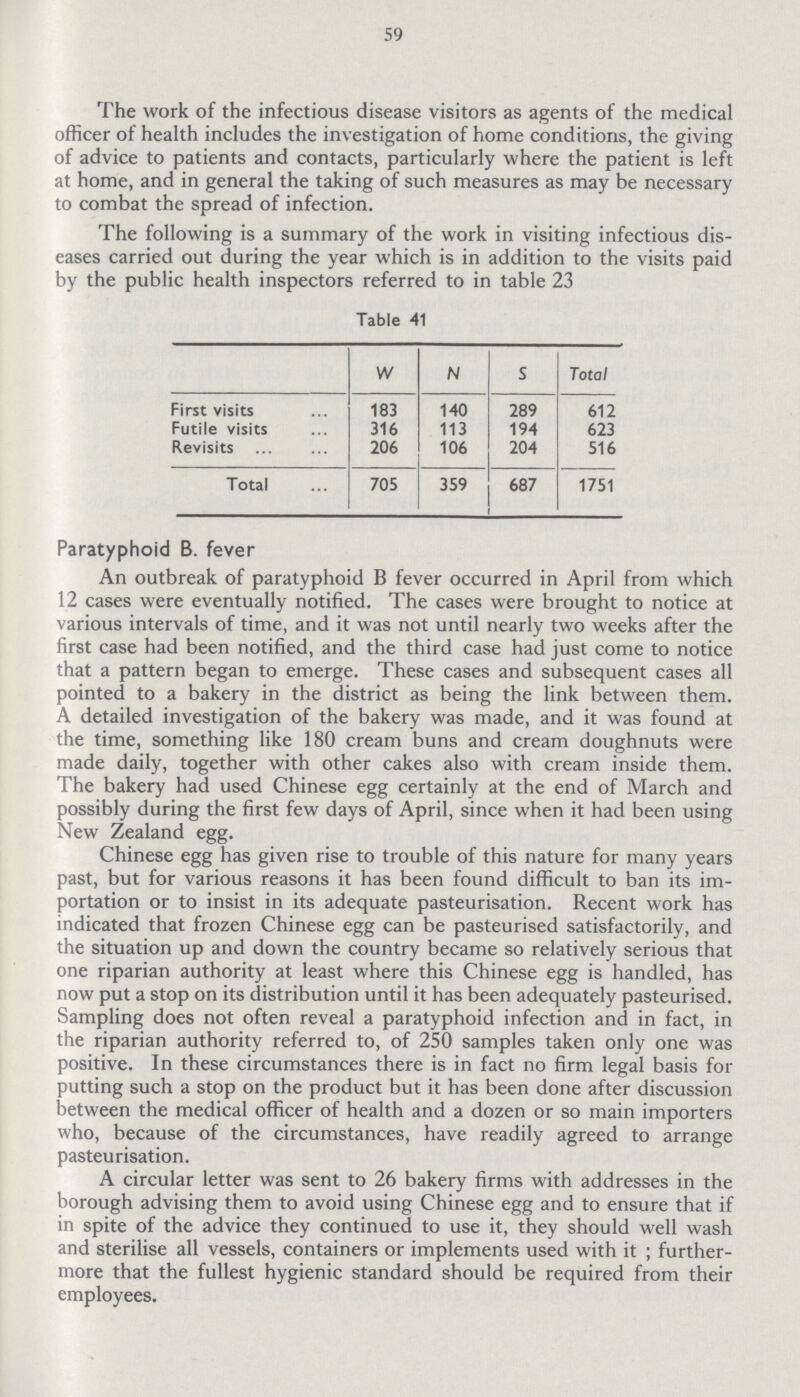 59
The work of the infectious disease visitors as agents of the medical
officer of health includes the investigation of home conditions, the giving
of advice to patients and contacts, particularly where the patient is left
at home, and in general the taking of such measures as may be necessary
to combat the spread of infection.
The following is a summary of the work in visiting infectious dis-
eases carried out during the year which is in addition to the visits paid
by the public health inspectors referred to in table 23
Table 41
W N S Total
First visits ... 183 140 289 612
Futile visits ... 316 113 194 623
Revisits ... ... 206 106 204 516
Total ... 705 359 687 1751
Paratyphoid B. fever
An outbreak of paratyphoid B fever occurred in April from which
12 cases were eventually notified. The cases were brought to notice at
various intervals of time, and it was not until nearly two weeks after the
first case had been notified, and the third case had just come to notice
that a pattern began to emerge. These cases and subsequent cases all
pointed to a bakery in the district as being the link between them.
A detailed investigation of the bakery was made, and it was found at
the time, something like 180 cream buns and cream doughnuts were
made daily, together with other cakes also with cream inside them.
The bakery had used Chinese egg certainly at the end of March and
possibly during the first few days of April, since when it had been using
New Zealand egg.
Chinese egg has given rise to trouble of this nature for many years
past, but for various reasons it has been found difficult to ban its im-
portation or to insist in its adequate pasteurisation. Recent work has
indicated that frozen Chinese egg can be pasteurised satisfactorily, and
the situation up and down the country became so relatively serious that
one riparian authority at least where this Chinese egg is handled, has
now put a stop on its distribution until it has been adequately pasteurised.
Sampling does not often reveal a paratyphoid infection and in fact, in
the riparian authority referred to, of 250 samples taken only one was
positive. In these circumstances there is in fact no firm legal basis for
putting such a stop on the product but it has been done after discussion
between the medical officer of health and a dozen or so main importers
who, because of the circumstances, have readily agreed to arrange
pasteurisation.
A circular letter was sent to 26 bakery firms with addresses in the
borough advising them to avoid using Chinese egg and to ensure that if
in spite of the advice they continued to use it, they should well wash
and sterilise all vessels, containers or implements used with it ; further-
more that the fullest hygienic standard should be required from their
employees.